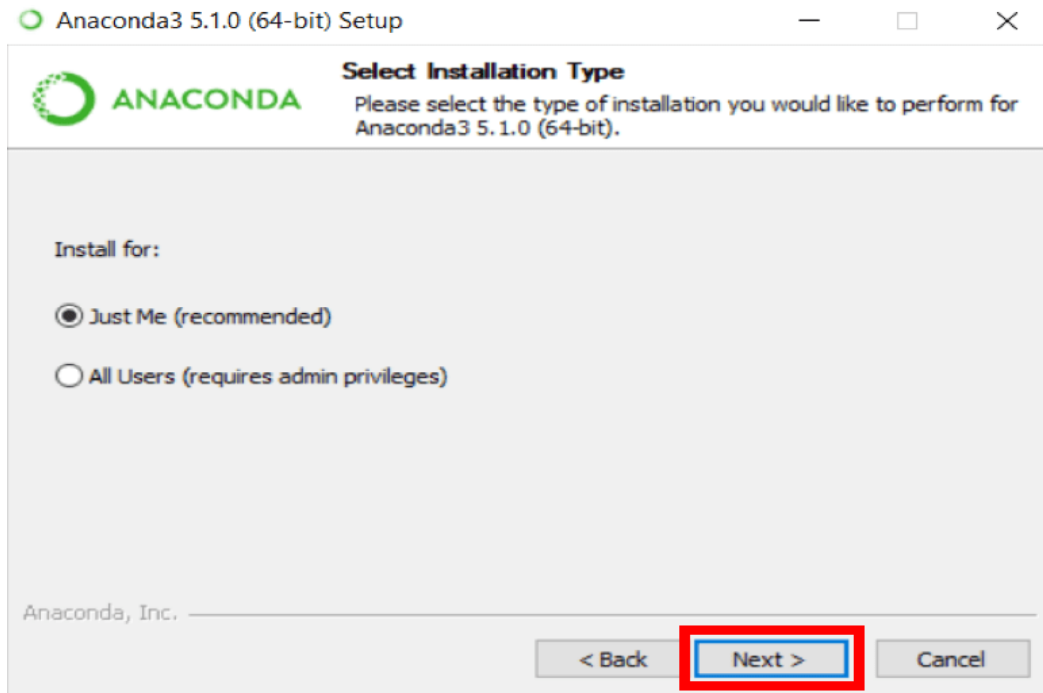 Anaconda3 5.1.0 (64-bit) Setup
ANACONDA
Select Installation Type
Please select the type of installation you would like to perform for
Anaconda3 5.1.0 (64-bit).
Install for:
Just Me (recommended)
All Users (requires admin privileges)
Anaconda, Inc.
< Back
Next >
Cancel